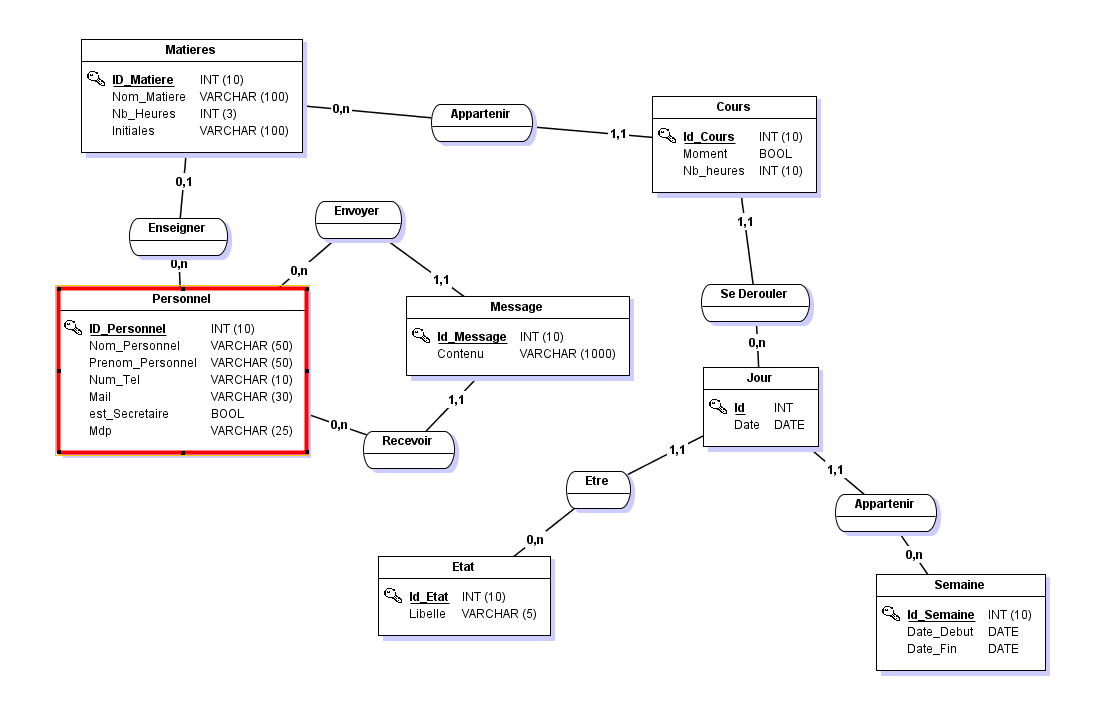 Matieres
ID_Matiere INT (10)
Nom_Matiere VARCHAR (100)
Nb_Heures INT (3)
Initiales VARCHAR (100)
0,n
Appartenir
1,1
Cours
Id_Cours INT (10)
Moment BOOL
Nb_heures INT (10)
0,1
Enseigner
0,n
Envoyer
0,n
1,1
1,1
Se Derouler
0,n
Personnel
ID_Personnel INT (10)
Nom_Personnel VARCHAR (50)
Prenom_Personnel VARCHAR (50)
Num_Tel VARCHAR (10)
Mail VARCHAR (30)
est_Secretaire BOOL
Mdp VARCHAR (25)
Message
Id_Message INT (10)
Contenu VARCHAR (1000)
1,1
0,n
Recevoir
Jour
Id INT
Date DATE
1,1
Etre
0,n
1,1
Appartenir
0,n
Etat
Id_Etat INT (10)
Libelle VARCHAR (5)
Semaine
Id_Semaine INT (10)
Date_Debut DATE
Date_Fin DATE